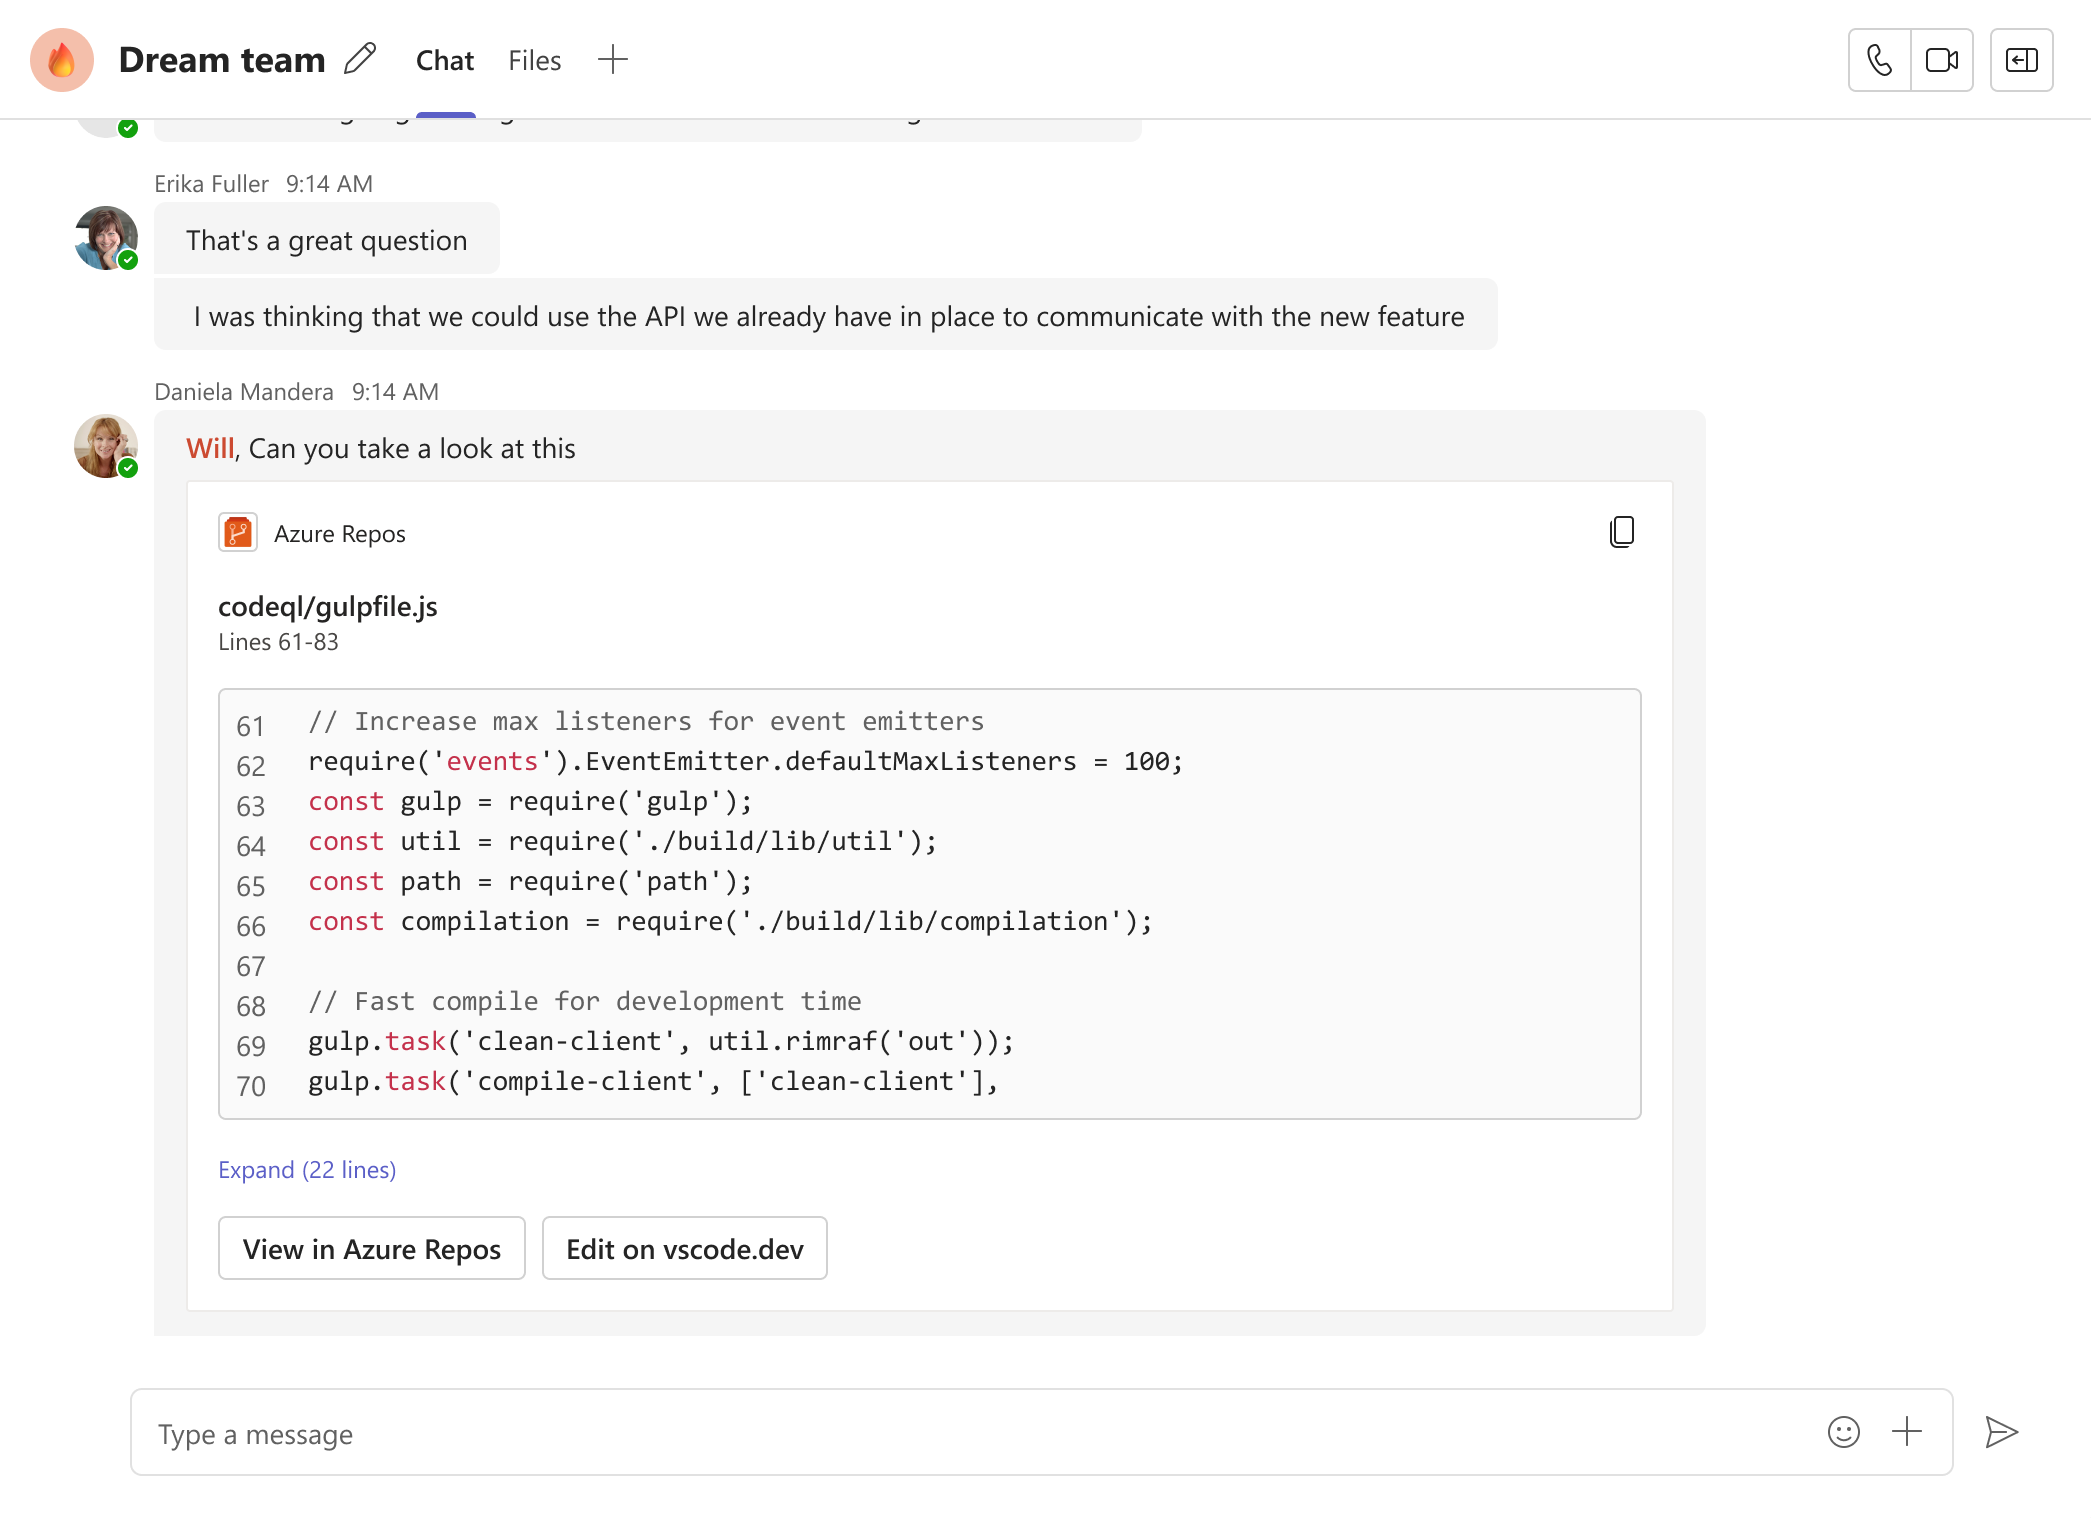 Dream team
Chat
Files
Erika Fuller 9:14 AM
That's a great question
I was thinking that we could use the API we already have in place to communicate with the new feature
Daniela Mandera 9:14 AM
Will, Can you take a look at this
Azure Repos
codeql/gulpfile.js
Lines 61-83
61 // Increase max listeners for event emitters
62 require('events').EventEmitter.defaultMaxListeners = 100;
63 const gulp = require('gulp');
64 const util = require('./build/lib/util');
65 const path = require('path');
66 const compilation = require('./build/lib/compilation');
67
68 // Fast compile for development time
69 gulp.task('clean-client', util.rimraf('out'));
70 gulp.task('compile-client', ['clean-client'],
Expand (22 lines)
View in Azure Repos
Edit on vscode.dev
Type a message